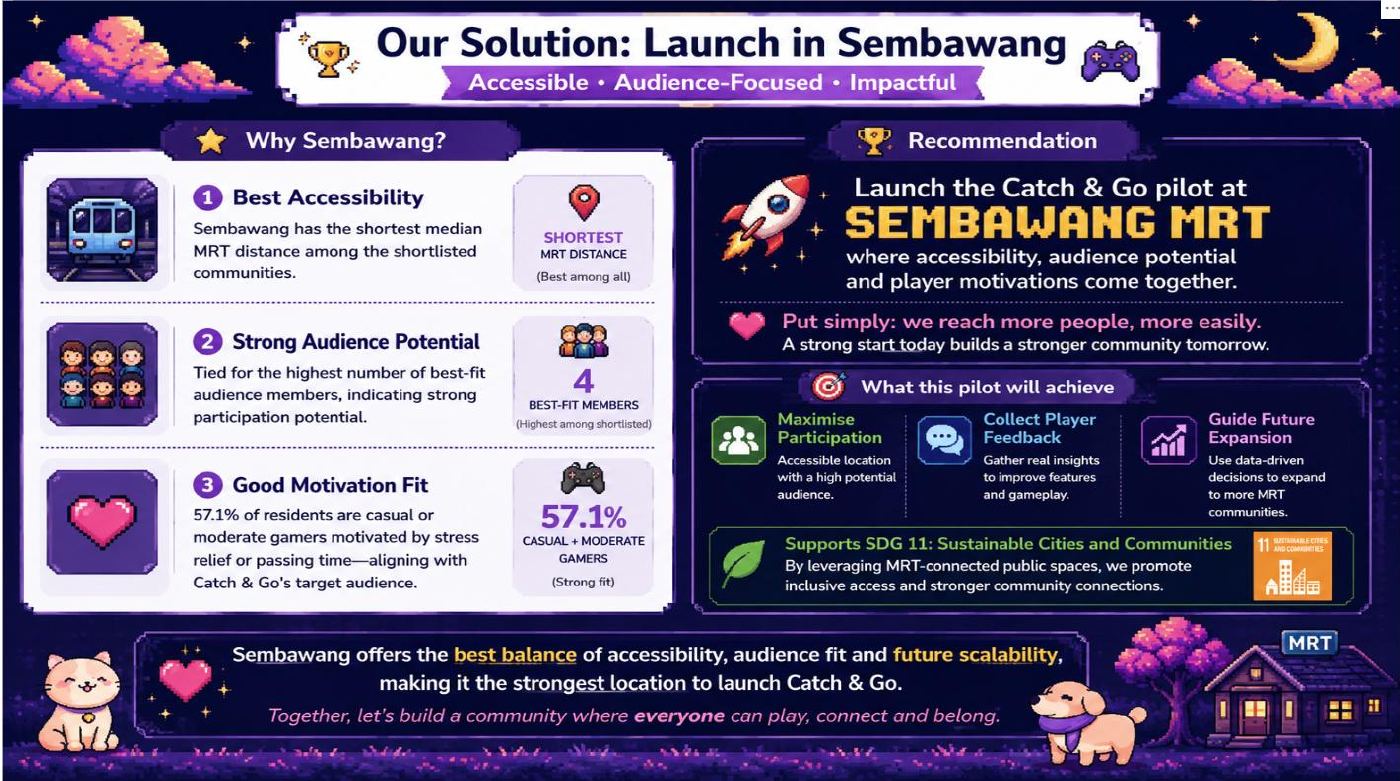 Our Solution: Launch in Sembawang
Accessible • Audience-Focused • Impactful
Why Sembawang?
1 Best Accessibility
Sembawang has the shortest median
MRT distance among the shortlisted
communities.
SHORTEST
MRT DISTANCE
(Best among all)
2 Strong Audience Potential
Tied for the highest number of best-fit
audience members, indicating strong
participation potential.
4
BEST-FIT MEMBERS
(Highest among shortlisted)
3 Good Motivation Fit
57.1% of residents are casual or
moderate gamers motivated by stress
relief or passing time—aligning with
Catch & Go's target audience.
57.1%
CASUAL + MODERATE
GAMERS
(Strong fit)
Recommendation
Launch the Catch & Go pilot at
SEMBAWANG MRT
where accessibility, audience potential
and player motivations come together.
Put simply: we reach more people, more easily.
A strong start today builds a stronger community tomorrow.
What this pilot will achieve
Maximise
Participation
Accessible location
with a high potential
audience.
Collect Player
Feedback
Gather real insights
to improve features
and gameplay.
Guide Future
Expansion
Use data-driven
decisions to expand
to more MRT
communities.
Supports SDG 11: Sustainable Cities and Communities
By leveraging MRT-connected public spaces, we promote
inclusive access and stronger community connections.
11 SUSTAINABLE CITIES
AND COMMUNITIES
Sembawang offers the best balance of accessibility, audience fit and future scalability,
making it the strongest location to launch Catch & Go.
Together, let's build a community where everyone can play, connect and belong.
MRT